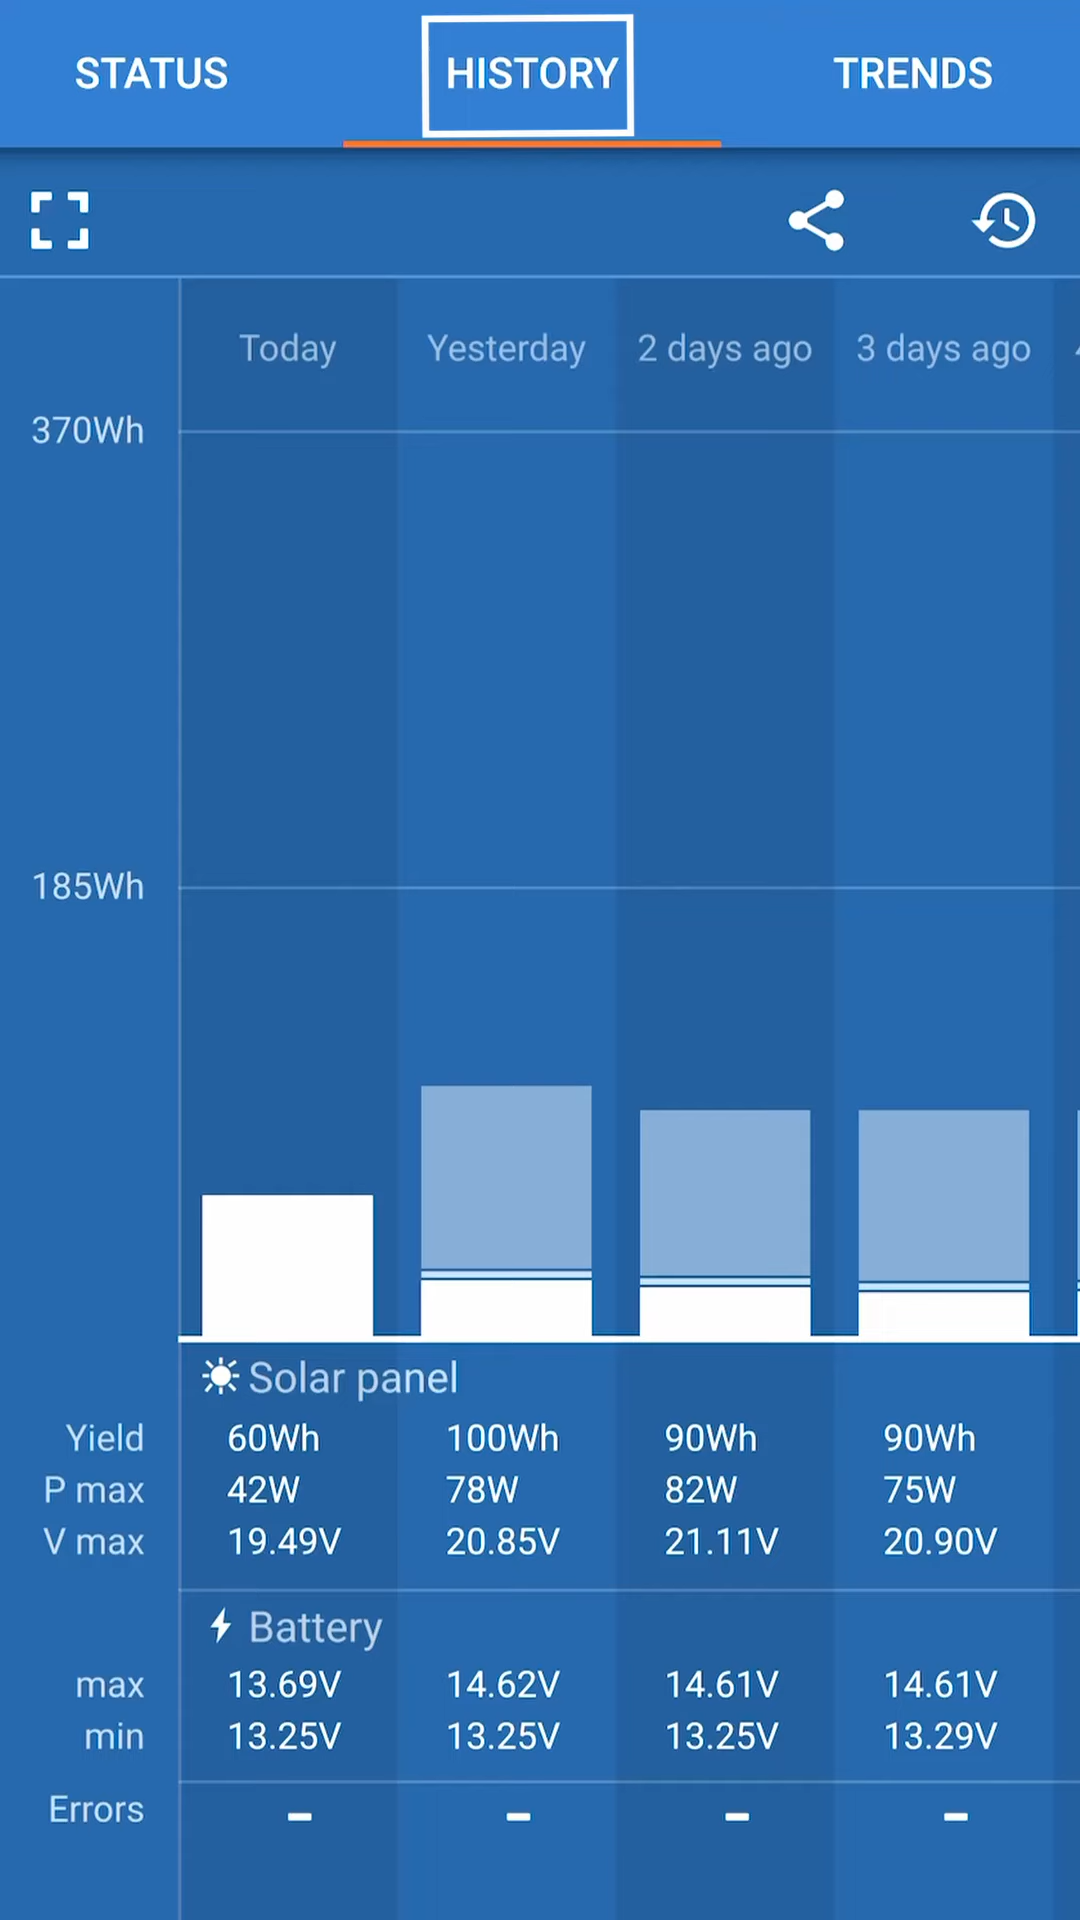 STATUS HISTORY TRENDS
Today Yesterday 2 days ago 3 days ago
370Wh
185Wh
Solar panel
Yield 60Wh 100Wh 90Wh 90Wh
P max 42W 78W 82W 75W
V max 19.49V 20.85V 21.11V 20.90V
Battery
max 13.69V 14.62V 14.61V 14.61V
min 13.25V 13.25V 13.25V 13.29V
Errors – – – –